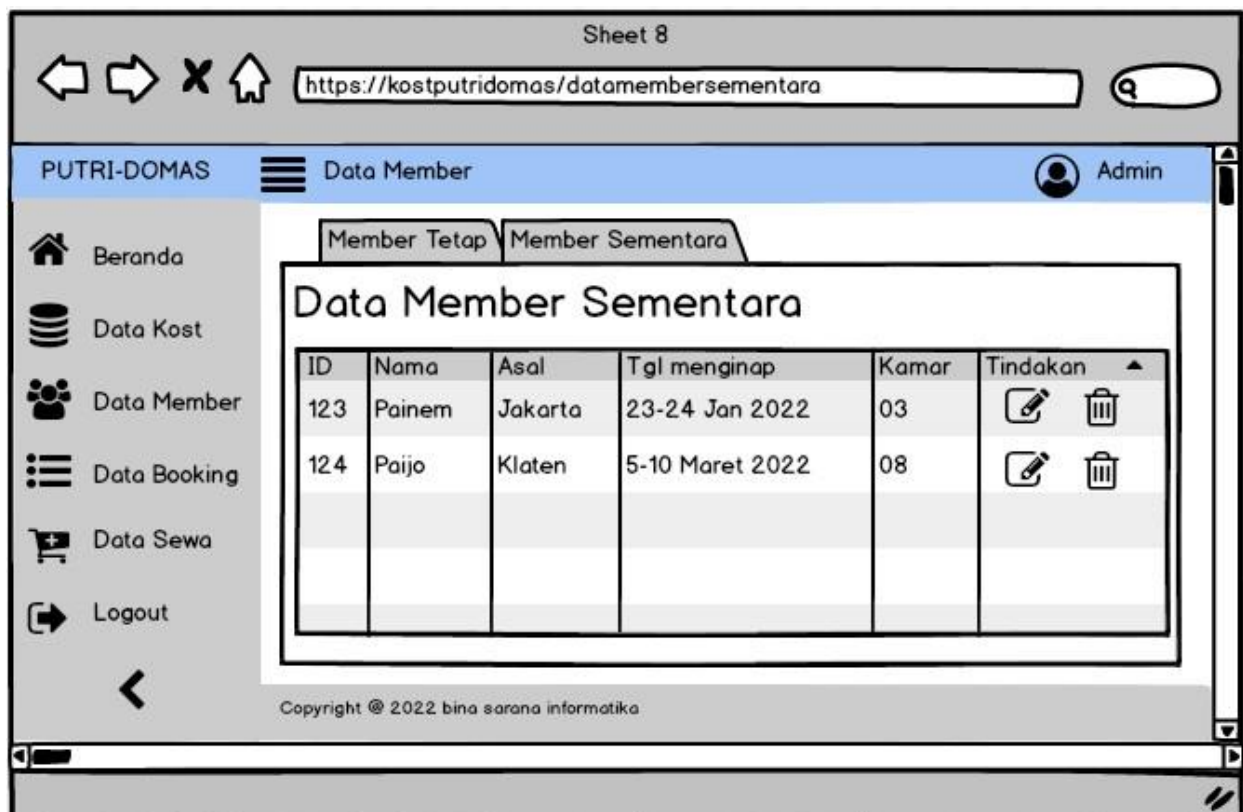 Sheet 8
https://kostputridomas/datamembersementara
PUTRI-DOMAS
Data Member
Admin
Beranda
Data Kost
Data Member
Data Booking
Data Sewa
Logout
Member Tetap
Member Sementara
Data Member Sementara
ID Nama Asal Tgl menginap Kamar Tindakan
123 Painem Jakarta 23-24 Jan 2022 03
124 Paijo Klaten 5-10 Maret 2022 08
Copyright @ 2022 bina sarana informatika